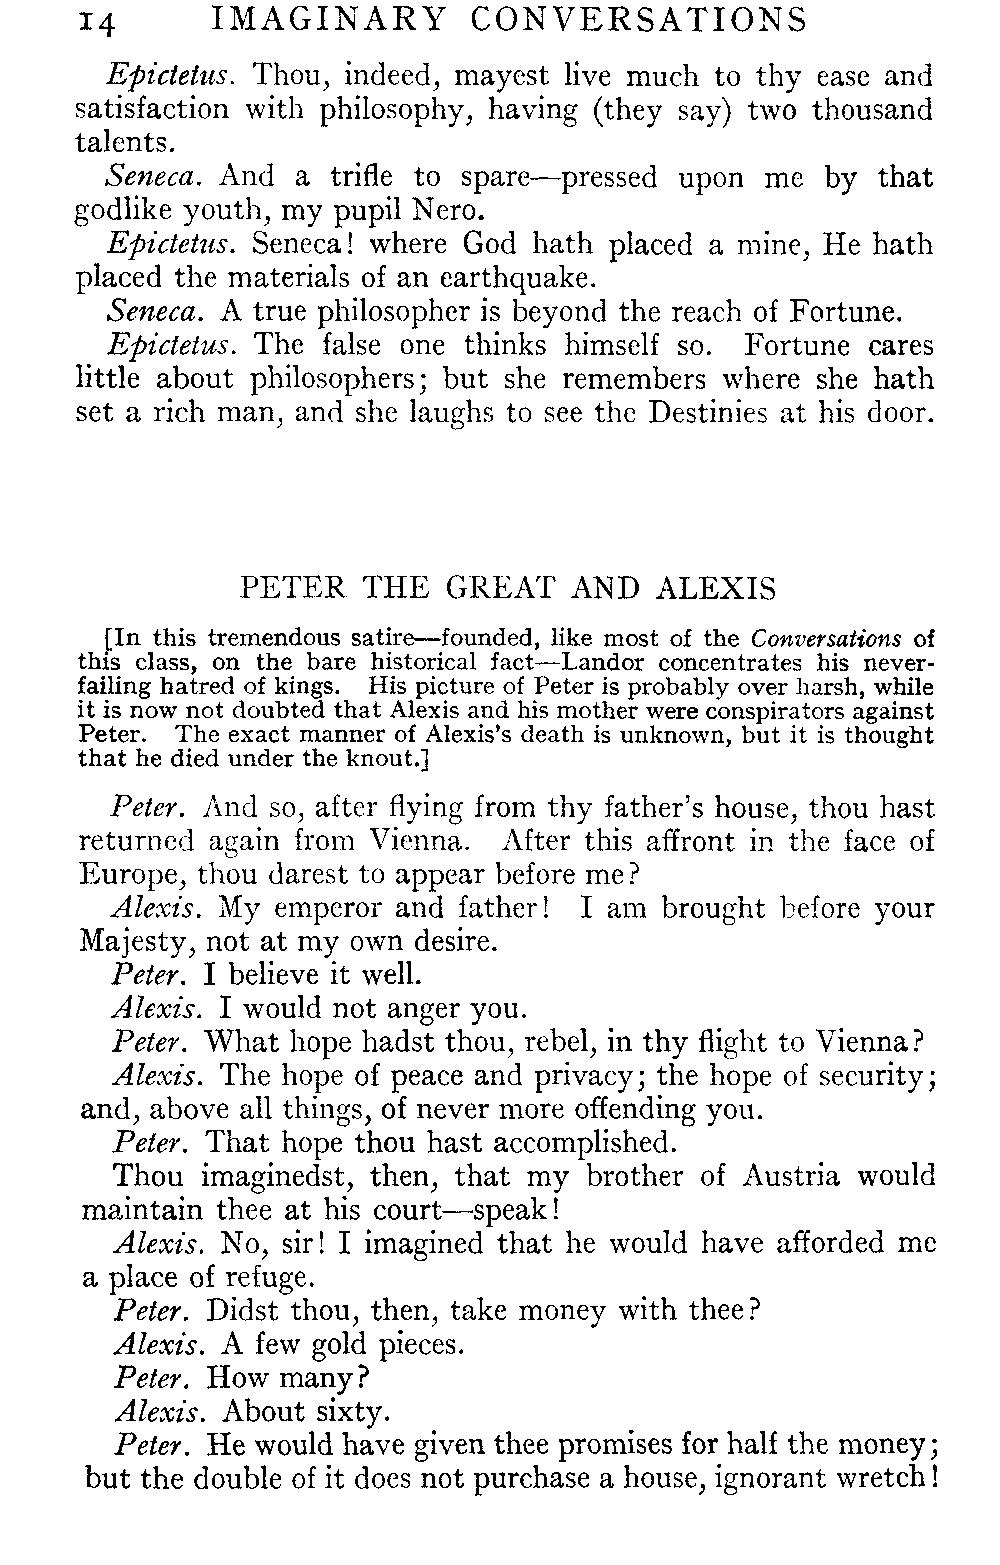 14 IMAGINARY CONVERSATIONS
Epictetus. Thou, indeed, mayest live much to thy ease and
satisfaction with philosophy, having (they say) two thousand
talents.
Seneca. And a trifle to spare—pressed upon me by that
godlike youth, my pupil Nero.
Epictetus. Seneca! where God hath placed a mine, He hath
placed the materials of an earthquake.
Seneca. A true philosopher is beyond the reach of Fortune.
Epictetus. The false one thinks himself so. Fortune cares
little about philosophers; but she remembers where she hath
set a rich man, and she laughs to see the Destinies at his door.
PETER THE GREAT AND ALEXIS
[In this tremendous satire—founded, like most of the Conversations of
this class, on the bare historical fact—Landor concentrates his never-
failing hatred of kings. His picture of Peter is probably over harsh, while
it is now not doubted that Alexis and his mother were conspirators against
Peter. The exact manner of Alexis's death is unknown, but it is thought
that he died under the knout.]
Peter. And so, after flying from thy father's house, thou hast
returned again from Vienna. After this affront in the face of
Europe, thou darest to appear before me?
Alexis. My emperor and father! I am brought before your
Majesty, not at my own desire.
Peter. I believe it well.
Alexis. I would not anger you.
Peter. What hope hadst thou, rebel, in thy flight to Vienna?
Alexis. The hope of peace and privacy; the hope of security;
and, above all things, of never more offending you.
Peter. That hope thou hast accomplished.
Thou imaginedst, then, that my brother of Austria would
maintain thee at his court—speak!
Alexis. No, sir! I imagined that he would have afforded me
a place of refuge.
Peter. Didst thou, then, take money with thee?
Alexis. A few gold pieces.
Peter. How many?
Alexis. About sixty.
Peter. He would have given thee promises for half the money;
but the double of it does not purchase a house, ignorant wretch!